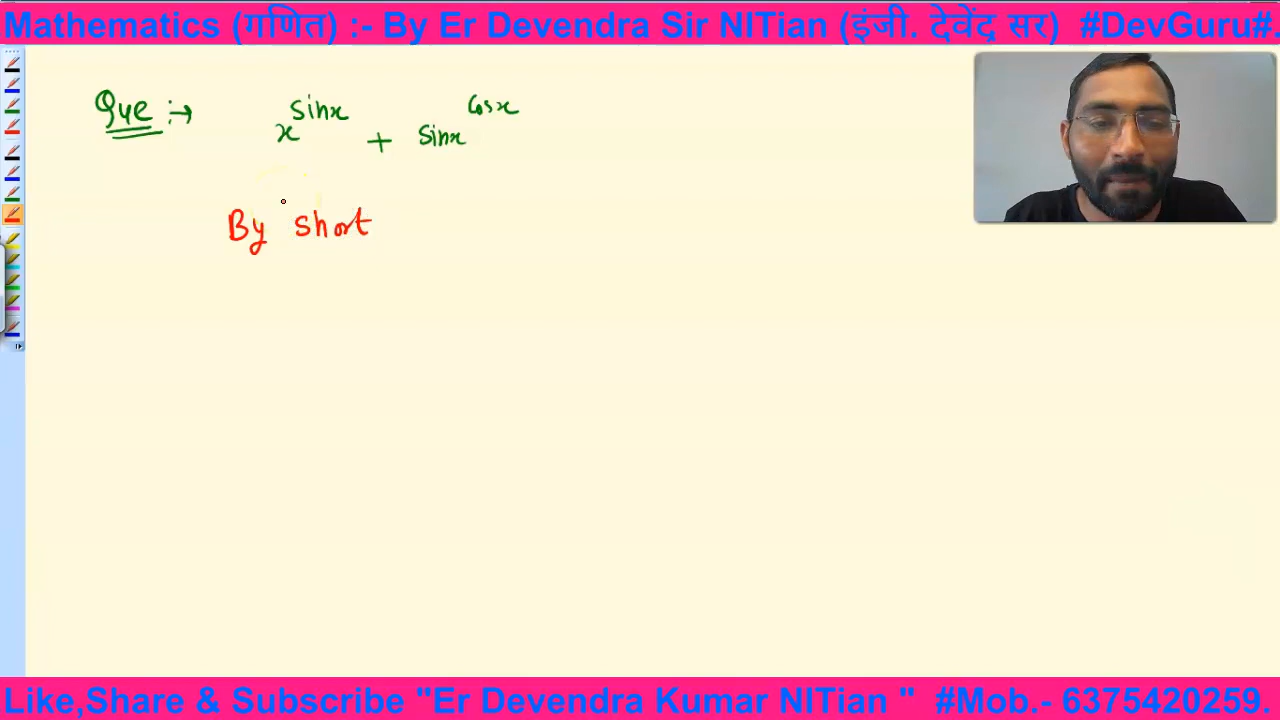 Mathematics (गणित) :- By Er Devendra Sir NITian (इंजी. देवेंद सर) #DevGuru#.
Que :→ x^sinx + sinx^cosx
By short
Like,Share & Subscribe "Er Devendra Kumar NITian " #Mob.- 6375420259.